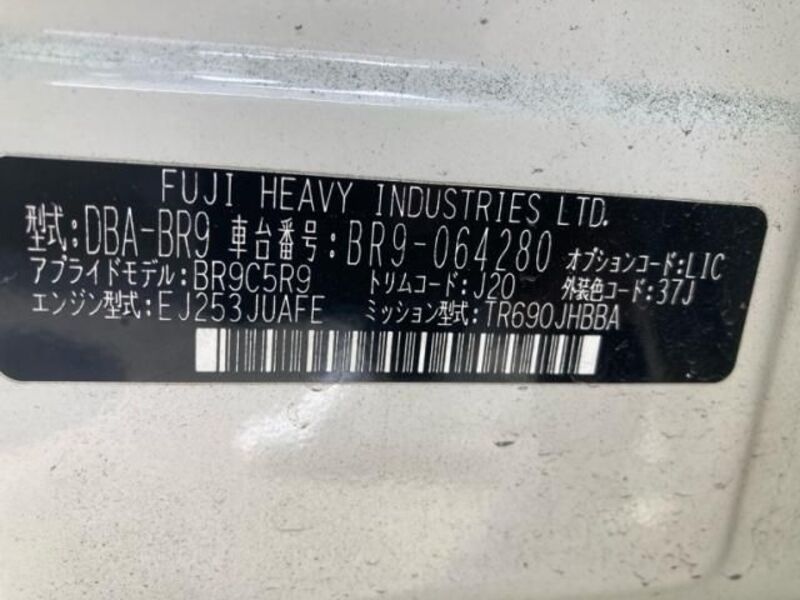 FUJI HEAVY INDUSTRIES LTD.
型式:DBA-BR9 車台番号:BR9-064280 オプションコード:LIC
アプライドモデル:BR9C5R9 トリムコード:J20 外装色コード:37J
エンジン型式:EJ253JUAFE ミッション型式:TR690JHBBA